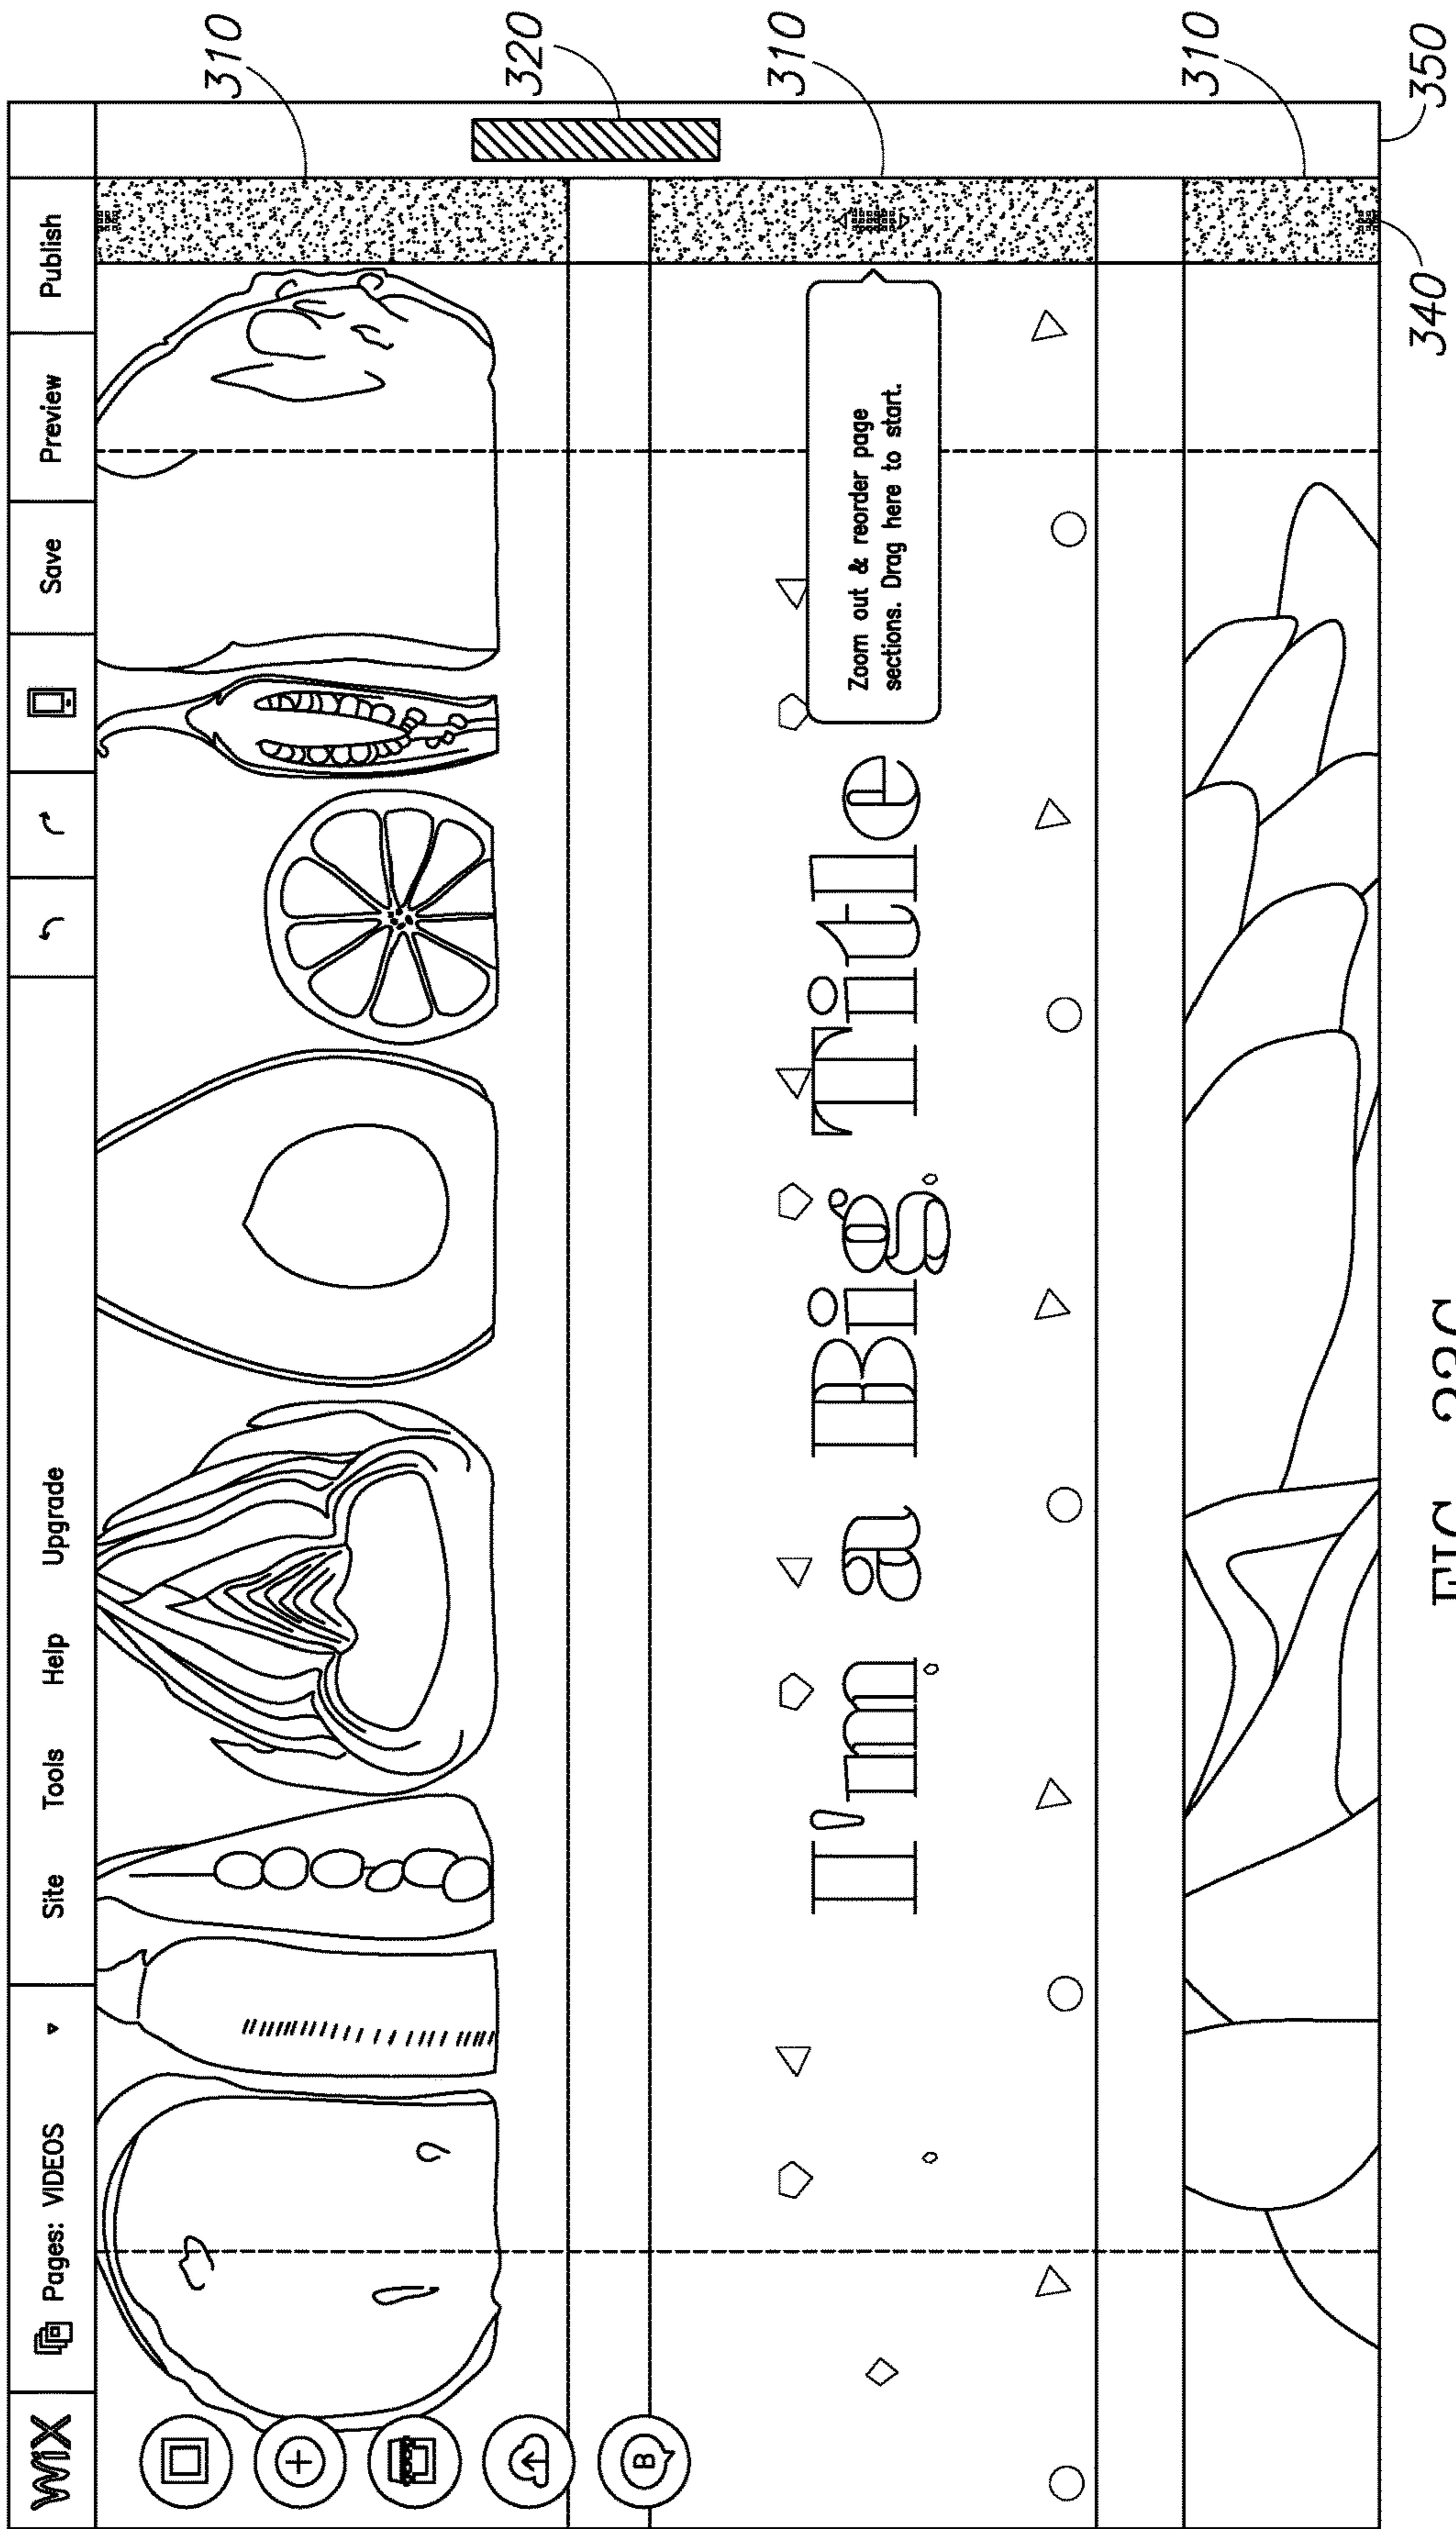 WiX Pages: VIDEOS Site Tools Help Upgrade Save Preview Publish
310
320
B
I'm a Big Title
Zoom out & reorder page
sections. Drag here to start.
310
310
340
350